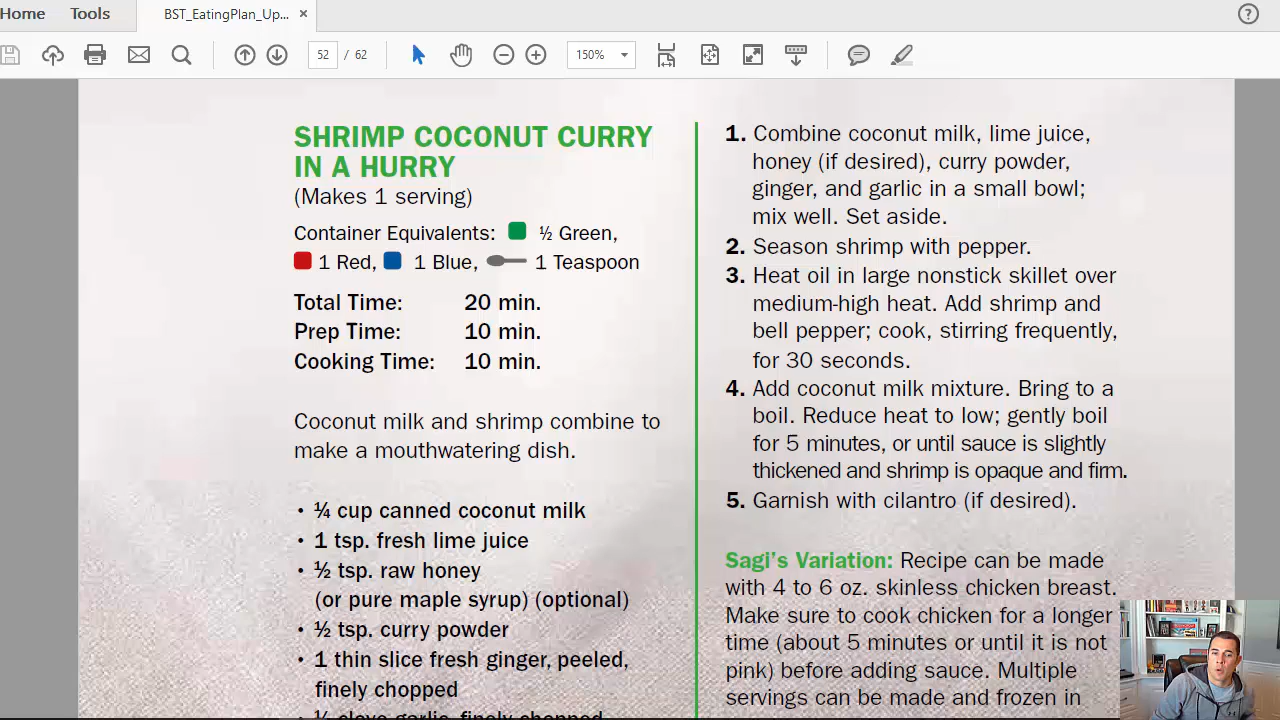 Home Tools BST_EatingPlan_Up... ×
52 / 62 150%
SHRIMP COCONUT CURRY
IN A HURRY
(Makes 1 serving)
Container Equivalents: ½ Green,
1 Red, 1 Blue, 1 Teaspoon
Total Time: 20 min.
Prep Time: 10 min.
Cooking Time: 10 min.
Coconut milk and shrimp combine to
make a mouthwatering dish.
• ¼ cup canned coconut milk
• 1 tsp. fresh lime juice
• ½ tsp. raw honey
(or pure maple syrup) (optional)
• ½ tsp. curry powder
• 1 thin slice fresh ginger, peeled,
finely chopped
clove garlic, finely chopped
1. Combine coconut milk, lime juice,
honey (if desired), curry powder,
ginger, and garlic in a small bowl;
mix well. Set aside.
2. Season shrimp with pepper.
3. Heat oil in large nonstick skillet over
medium-high heat. Add shrimp and
bell pepper; cook, stirring frequently,
for 30 seconds.
4. Add coconut milk mixture. Bring to a
boil. Reduce heat to low; gently boil
for 5 minutes, or until sauce is slightly
thickened and shrimp is opaque and firm.
5. Garnish with cilantro (if desired).
Sagi's Variation: Recipe can be made
with 4 to 6 oz. skinless chicken breast.
Make sure to cook chicken for a longer
time (about 5 minutes or until it is not
pink) before adding sauce. Multiple
servings can be made and frozen in